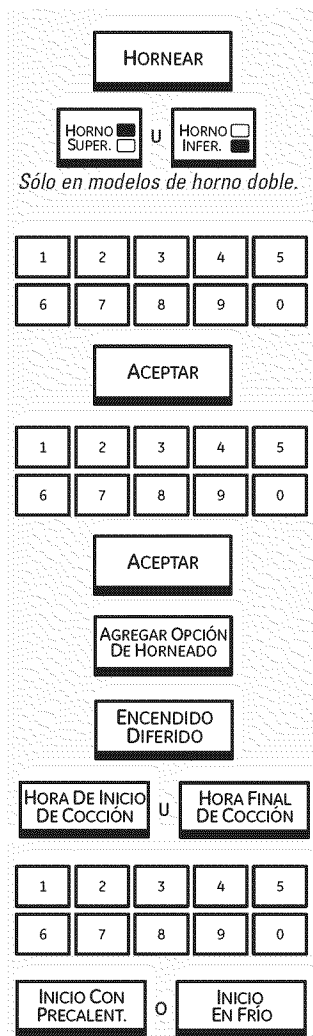 HORNEAR
HORNO SUPER. U HORNO INFER.
Sólo en modelos de horno doble.
1 2 3 4 5
6 7 8 9 0
ACEPTAR
1 2 3 4 5
6 7 8 9 0
ACEPTAR
AGREGAR OPCIÓN
DE HORNEADO
ENCENDIDO
DIFERIDO
HORA DE INICIO DE COCCIÓN U HORA FINAL DE COCCIÓN
1 2 3 4 5
6 7 8 9 0
INICIO CON PRECALENT. O INICIO EN FRÍO